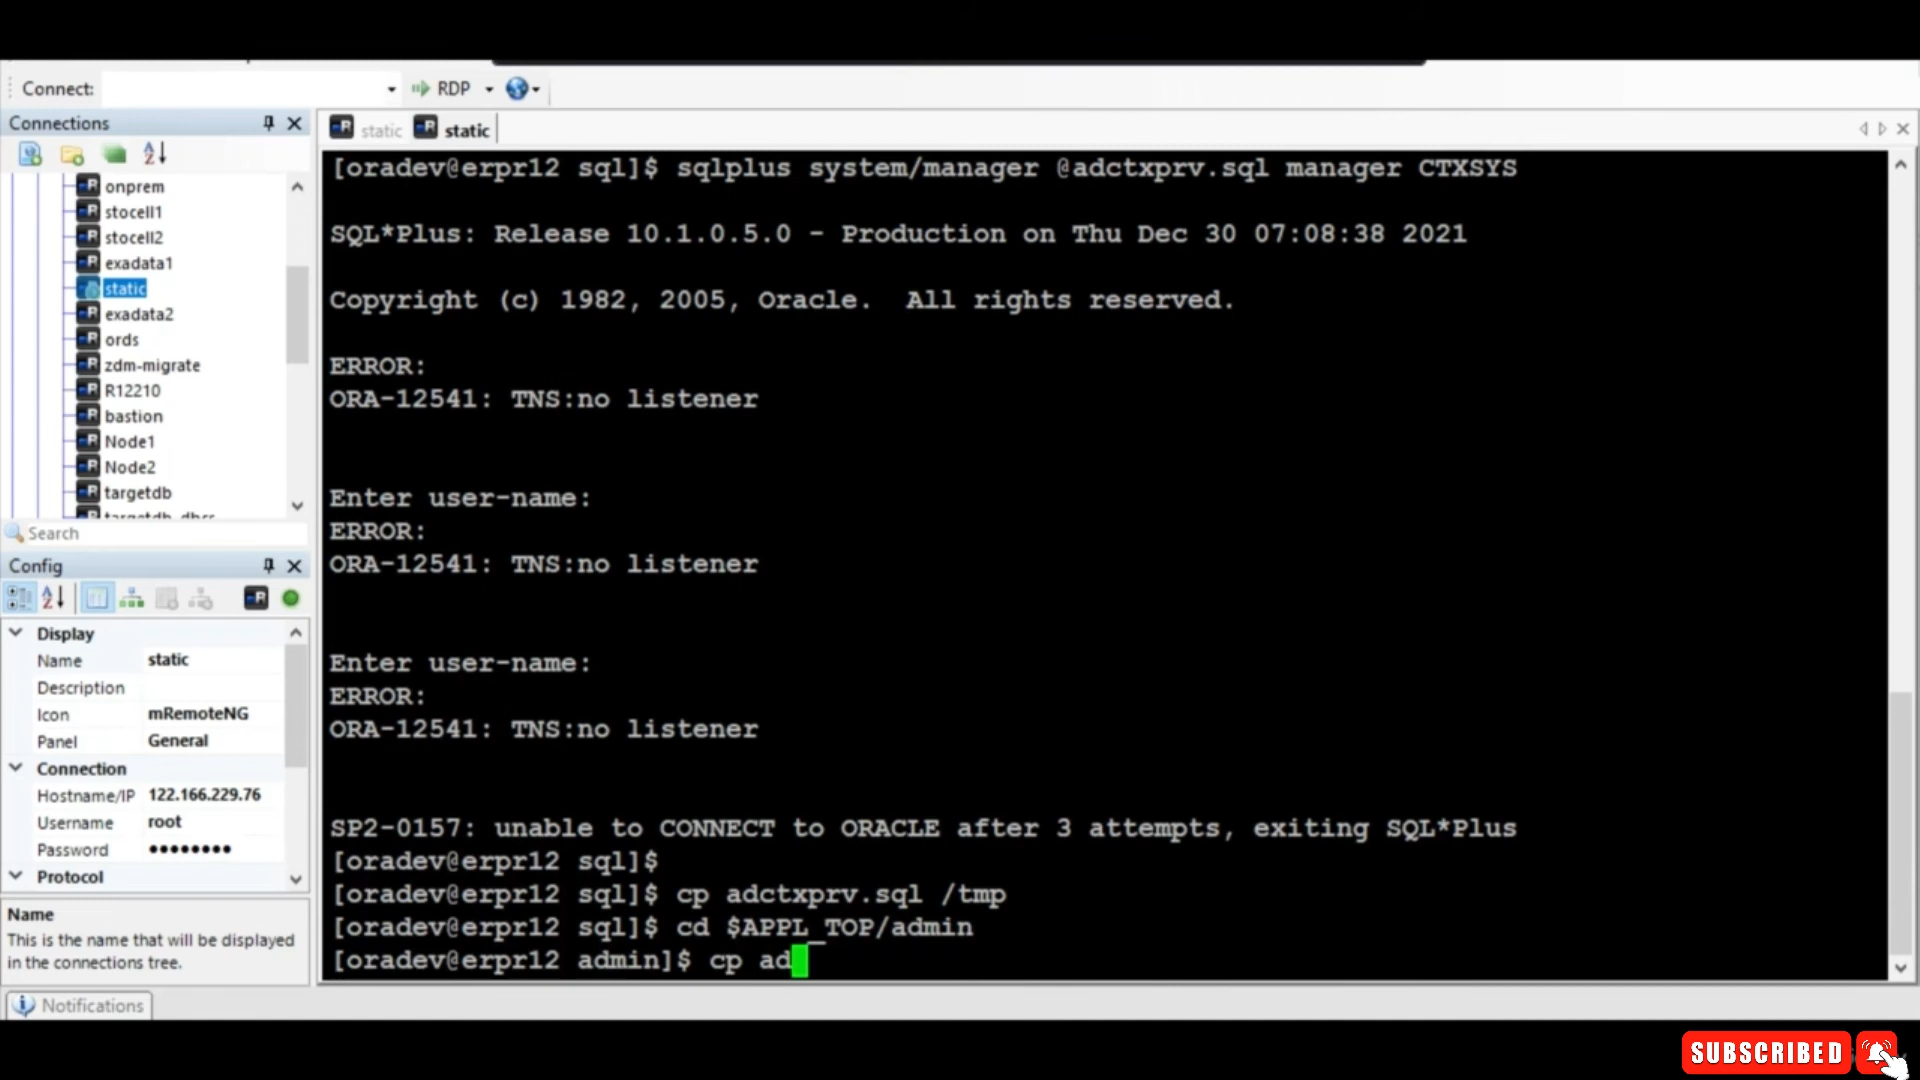 Connect:
RDP
Connections
static
static
onprem
stocell1
stocell2
exadata1
static
exadata2
ords
zdm-migrate
R12210
bastion
Node1
Node2
targetdb
Search
Config
Display
Name static
Description
Icon mRemoteNG
Panel General
Connection
Hostname/IP 122.166.229.76
Username root
Password ●●●●●●●●
Protocol
Name
This is the name that will be displayed
in the connections tree.
Notifications
[oradev@erpr12 sql]$ sqlplus system/manager @adctxprv.sql manager CTXSYS
SQL*Plus: Release 10.1.0.5.0 - Production on Thu Dec 30 07:08:38 2021
Copyright (c) 1982, 2005, Oracle.  All rights reserved.
ERROR:
ORA-12541: TNS:no listener
Enter user-name:
ERROR:
ORA-12541: TNS:no listener
Enter user-name:
ERROR:
ORA-12541: TNS:no listener
SP2-0157: unable to CONNECT to ORACLE after 3 attempts, exiting SQL*Plus
[oradev@erpr12 sql]$
[oradev@erpr12 sql]$ cp adctxprv.sql /tmp
[oradev@erpr12 sql]$ cd $APPL_TOP/admin
[oradev@erpr12 admin]$ cp ad
SUBSCRIBED